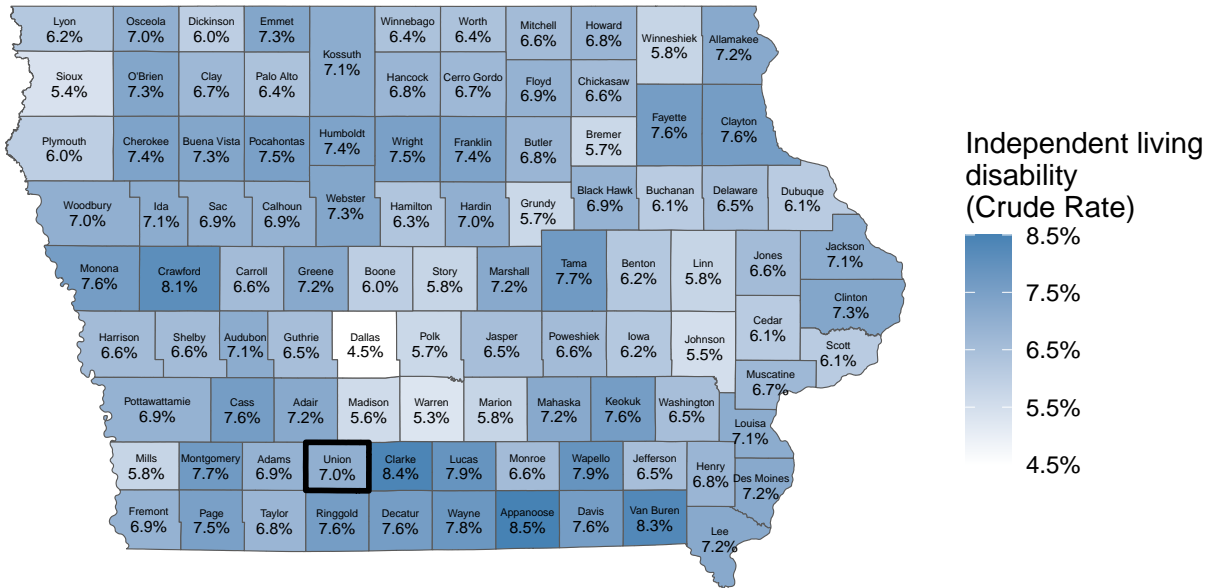 Lyon
6.2%
Osceola
7.0%
Dickinson
6.0%
Emmet
7.3%
Kossuth
7.1%
Winnebago
6.4%
Worth
6.4%
Mitchell
6.6%
Howard
6.8%
Winneshiek
5.8%
Allamakee
7.2%
Sioux
5.4%
O'Brien
7.3%
Clay
6.7%
Palo Alto
6.4%
Hancock
6.8%
Cerro Gordo
6.7%
Floyd
6.9%
Chickasaw
6.6%
Fayette
7.6%
Clayton
7.6%
Plymouth
6.0%
Cherokee
7.4%
Buena Vista
7.3%
Pocahontas
7.5%
Humboldt
7.4%
Wright
7.5%
Franklin
7.4%
Butler
6.8%
Bremer
5.7%
Woodbury
7.0%
Ida
7.1%
Sac
6.9%
Calhoun
6.9%
Webster
7.3%
Hamilton
6.3%
Hardin
7.0%
Grundy
5.7%
Black Hawk
6.9%
Buchanan
6.1%
Delaware
6.5%
Dubuque
6.1%
Monona
7.6%
Crawford
8.1%
Carroll
6.6%
Greene
7.2%
Boone
6.0%
Story
5.8%
Marshall
7.2%
Tama
7.7%
Benton
6.2%
Linn
5.8%
Jones
6.6%
Jackson
7.1%
Clinton
7.3%
Harrison
6.6%
Shelby
6.6%
Audubon
7.1%
Guthrie
6.5%
Dallas
4.5%
Polk
5.7%
Jasper
6.5%
Poweshiek
6.6%
Iowa
6.2%
Johnson
5.5%
Cedar
6.1%
Scott
6.1%
Muscatine
6.7%
Pottawattamie
6.9%
Cass
7.6%
Adair
7.2%
Madison
5.6%
Warren
5.3%
Marion
5.8%
Mahaska
7.2%
Keokuk
7.6%
Washington
6.5%
Louisa
7.1%
Mills
5.8%
Montgomery
7.7%
Adams
6.9%
Union
7.0%
Clarke
8.4%
Lucas
7.9%
Monroe
6.6%
Wapello
7.9%
Jefferson
6.5%
Henry
6.8%
Des Moines
7.2%
Fremont
6.9%
Page
7.5%
Taylor
6.8%
Ringgold
7.6%
Decatur
7.6%
Wayne
7.8%
Appanoose
8.5%
Davis
7.6%
Van Buren
8.3%
Lee
7.2%
Independent living
disability
(Crude Rate)
8.5%
7.5%
6.5%
5.5%
4.5%